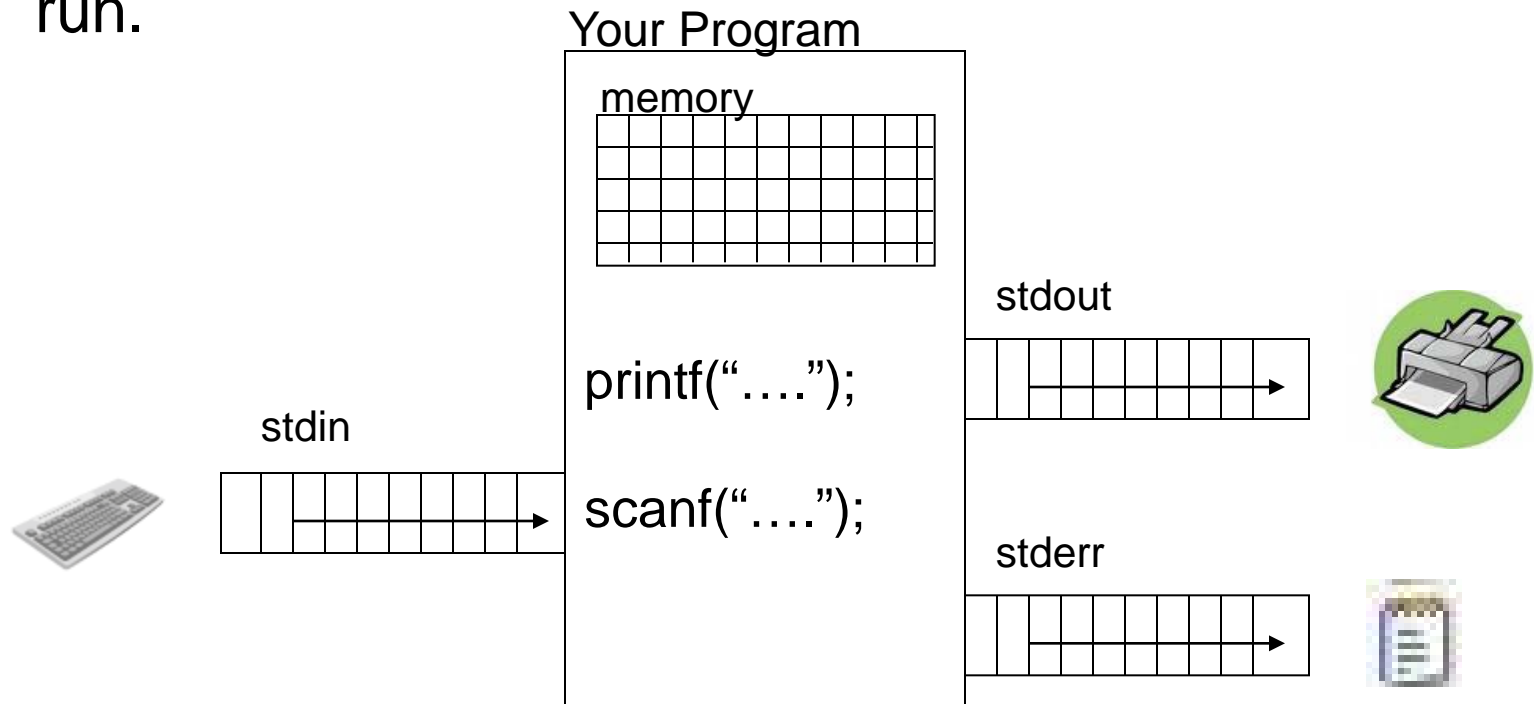 run.
Your Program
memory
stdout
printf(“….”);
stdin
scanf(“….”);
stderr